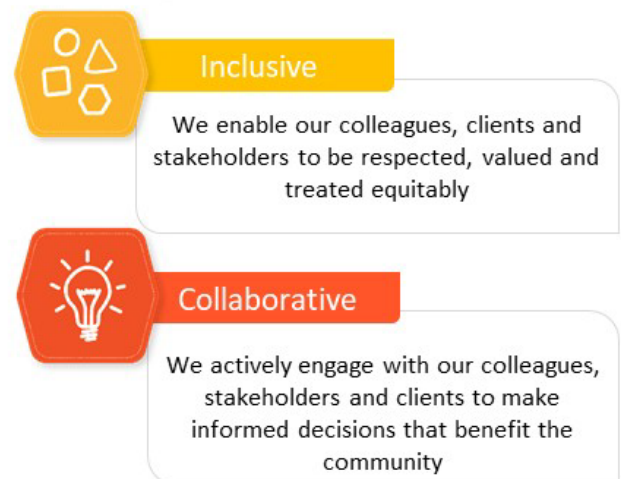 Inclusive
We enable our colleagues, clients and
stakeholders to be respected, valued and
treated equitably
Collaborative
We actively engage with our colleagues,
stakeholders and clients to make
informed decisions that benefit the
community